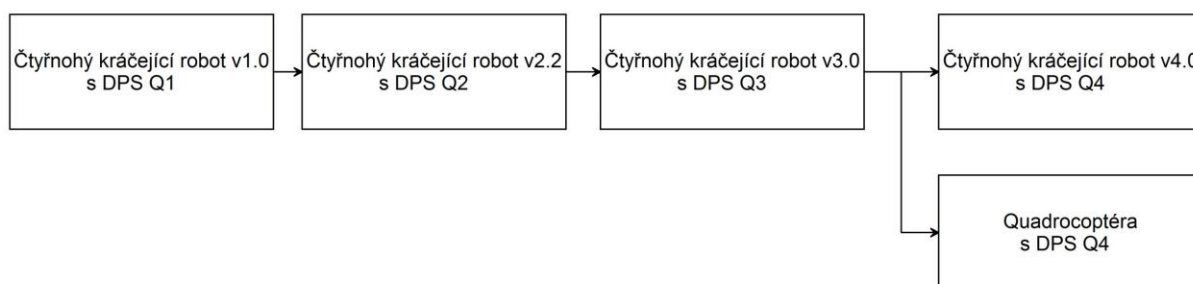 Čtyřnohý kráčející robot v1.0
s DPS Q1
Čtyřnohý kráčející robot v2.2
s DPS Q2
Čtyřnohý kráčející robot v3.0
s DPS Q3
Čtyřnohý kráčející robot v4.0
s DPS Q4
Quadrocoptéra
s DPS Q4